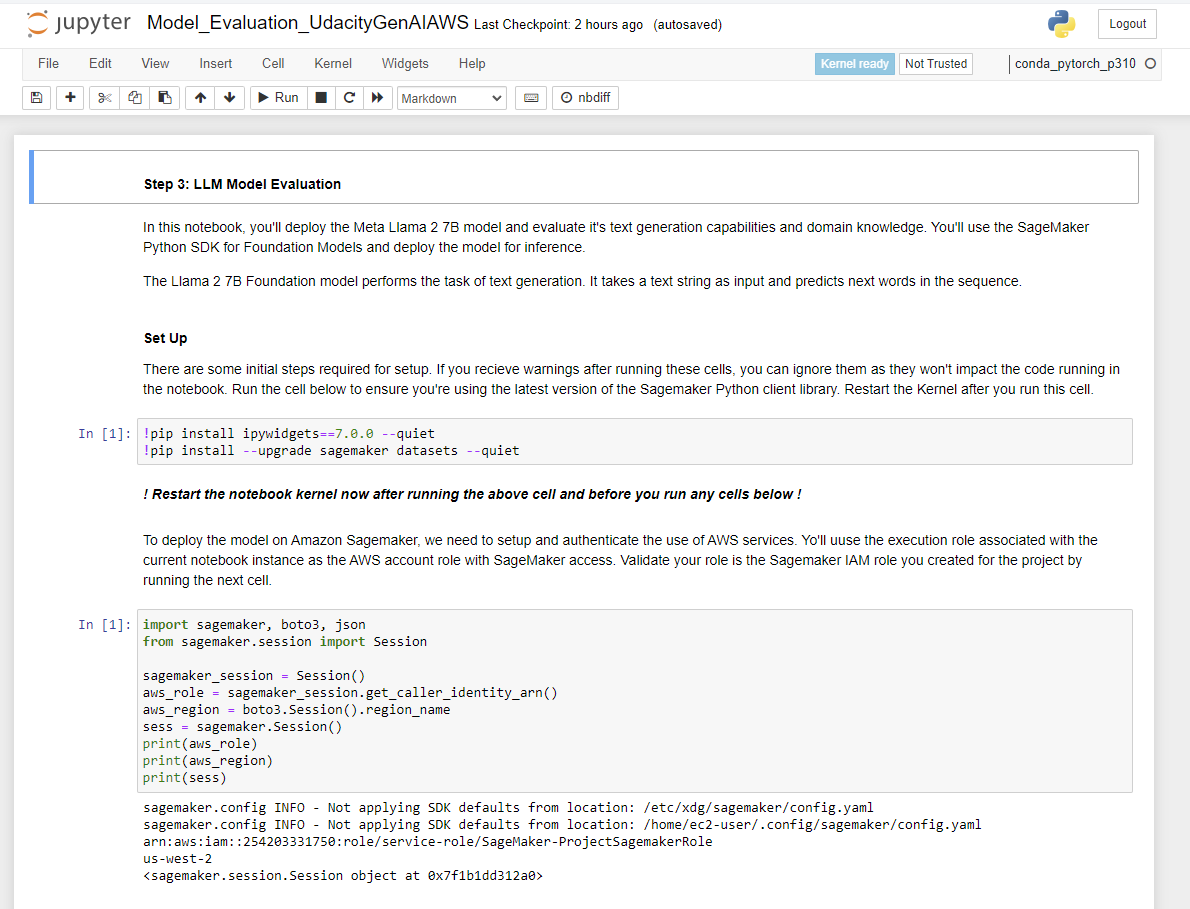 jupyter Model_Evaluation_UdacityGenAIAWS Last Checkpoint: 2 hours ago (autosaved) Logout
File Edit View Insert Cell Kernel Widgets Help Kernel ready Not Trusted conda_pytorch_p310
Run Markdown nbdiff
Step 3: LLM Model Evaluation
In this notebook, you'll deploy the Meta Llama 2 7B model and evaluate it's text generation capabilities and domain knowledge. You'll use the SageMaker
Python SDK for Foundation Models and deploy the model for inference.
The Llama 2 7B Foundation model performs the task of text generation. It takes a text string as input and predicts next words in the sequence.
Set Up
There are some initial steps required for setup. If you recieve warnings after running these cells, you can ignore them as they won't impact the code running in
the notebook. Run the cell below to ensure you're using the latest version of the Sagemaker Python client library. Restart the Kernel after you run this cell.
In [1]: !pip install ipywidgets==7.0.0 --quiet
!pip install --upgrade sagemaker datasets --quiet
! Restart the notebook kernel now after running the above cell and before you run any cells below !
To deploy the model on Amazon Sagemaker, we need to setup and authenticate the use of AWS services. Yo'll uuse the execution role associated with the
current notebook instance as the AWS account role with SageMaker access. Validate your role is the Sagemaker IAM role you created for the project by
running the next cell.
In [1]: import sagemaker, boto3, json
from sagemaker.session import Session
sagemaker_session = Session()
aws_role = sagemaker_session.get_caller_identity_arn()
aws_region = boto3.Session().region_name
sess = sagemaker.Session()
print(aws_role)
print(aws_region)
print(sess)
sagemaker.config INFO - Not applying SDK defaults from location: /etc/xdg/sagemaker/config.yaml
sagemaker.config INFO - Not applying SDK defaults from location: /home/ec2-user/.config/sagemaker/config.yaml
arn:aws:iam::254203331750:role/service-role/SageMaker-ProjectSagemakerRole
us-west-2
<sagemaker.session.Session object at 0x7f1b1dd312a0>